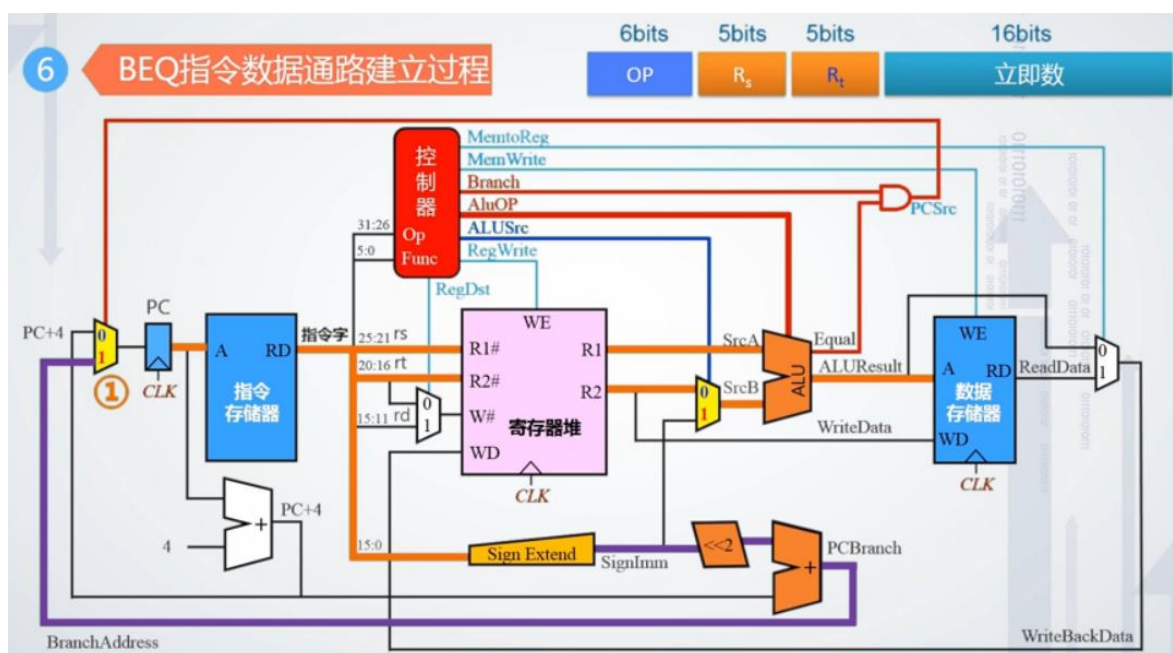 6
BEQ指令数据通路建立过程
6bits 5bits 5bits 16bits
OP Rs Rt 立即数
控制器
Op
Func
MemtoReg
MemWrite
Branch
AluOP
ALUSrc
RegWrite
RegDst
PCSrc
31:26
5:0
PC+4
0
1
①
PC
CLK
A RD
指令
存储器
指令字
25:21 rs
20:16 rt
15:11 rd
0
1
WE
R1# R1
R2# R2
W#
寄存器堆
WD
CLK
SrcA
0
1
SrcB
ALU
Equal
ALUResult
WriteData
WE
A RD
数据
存储器
WD
CLK
ReadData
0
1
PC+4
4
+
15:0
Sign Extend
SignImm
<<2
+
PCBranch
BranchAddress
WriteBackData